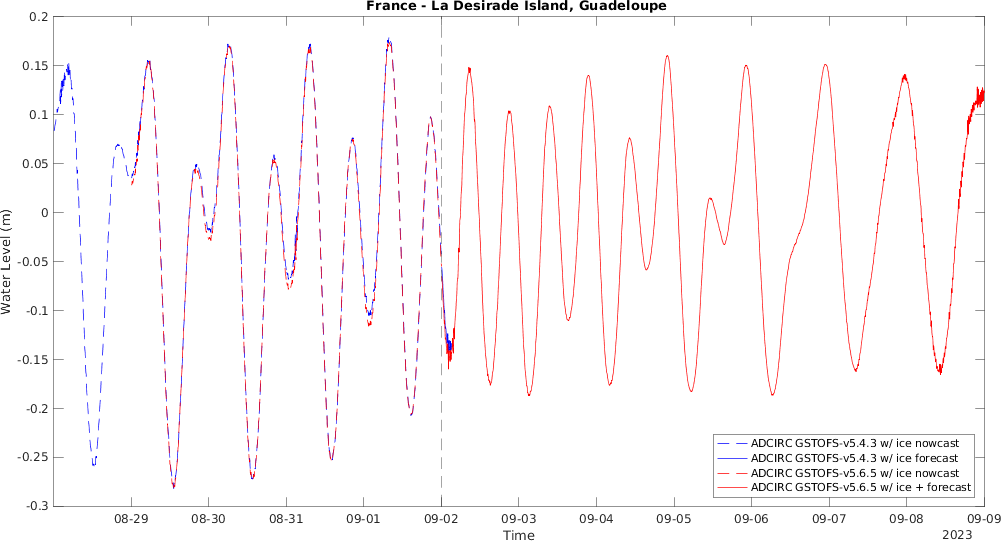 France - La Desirade Island, Guadeloupe
0.2
0.15
0.1
0.05
0
-0.05
-0.1
-0.15
-0.2
-0.25
-0.3
Water Level (m)
08-29 08-30 08-31 09-01 09-02 09-03 09-04 09-05 09-06 09-07 09-08 09-09
Time
2023
ADCIRC GSTOFS-v5.4.3 w/ ice nowcast
ADCIRC GSTOFS-v5.4.3 w/ ice forecast
ADCIRC GSTOFS-v5.6.5 w/ ice nowcast
ADCIRC GSTOFS-v5.6.5 w/ ice + forecast